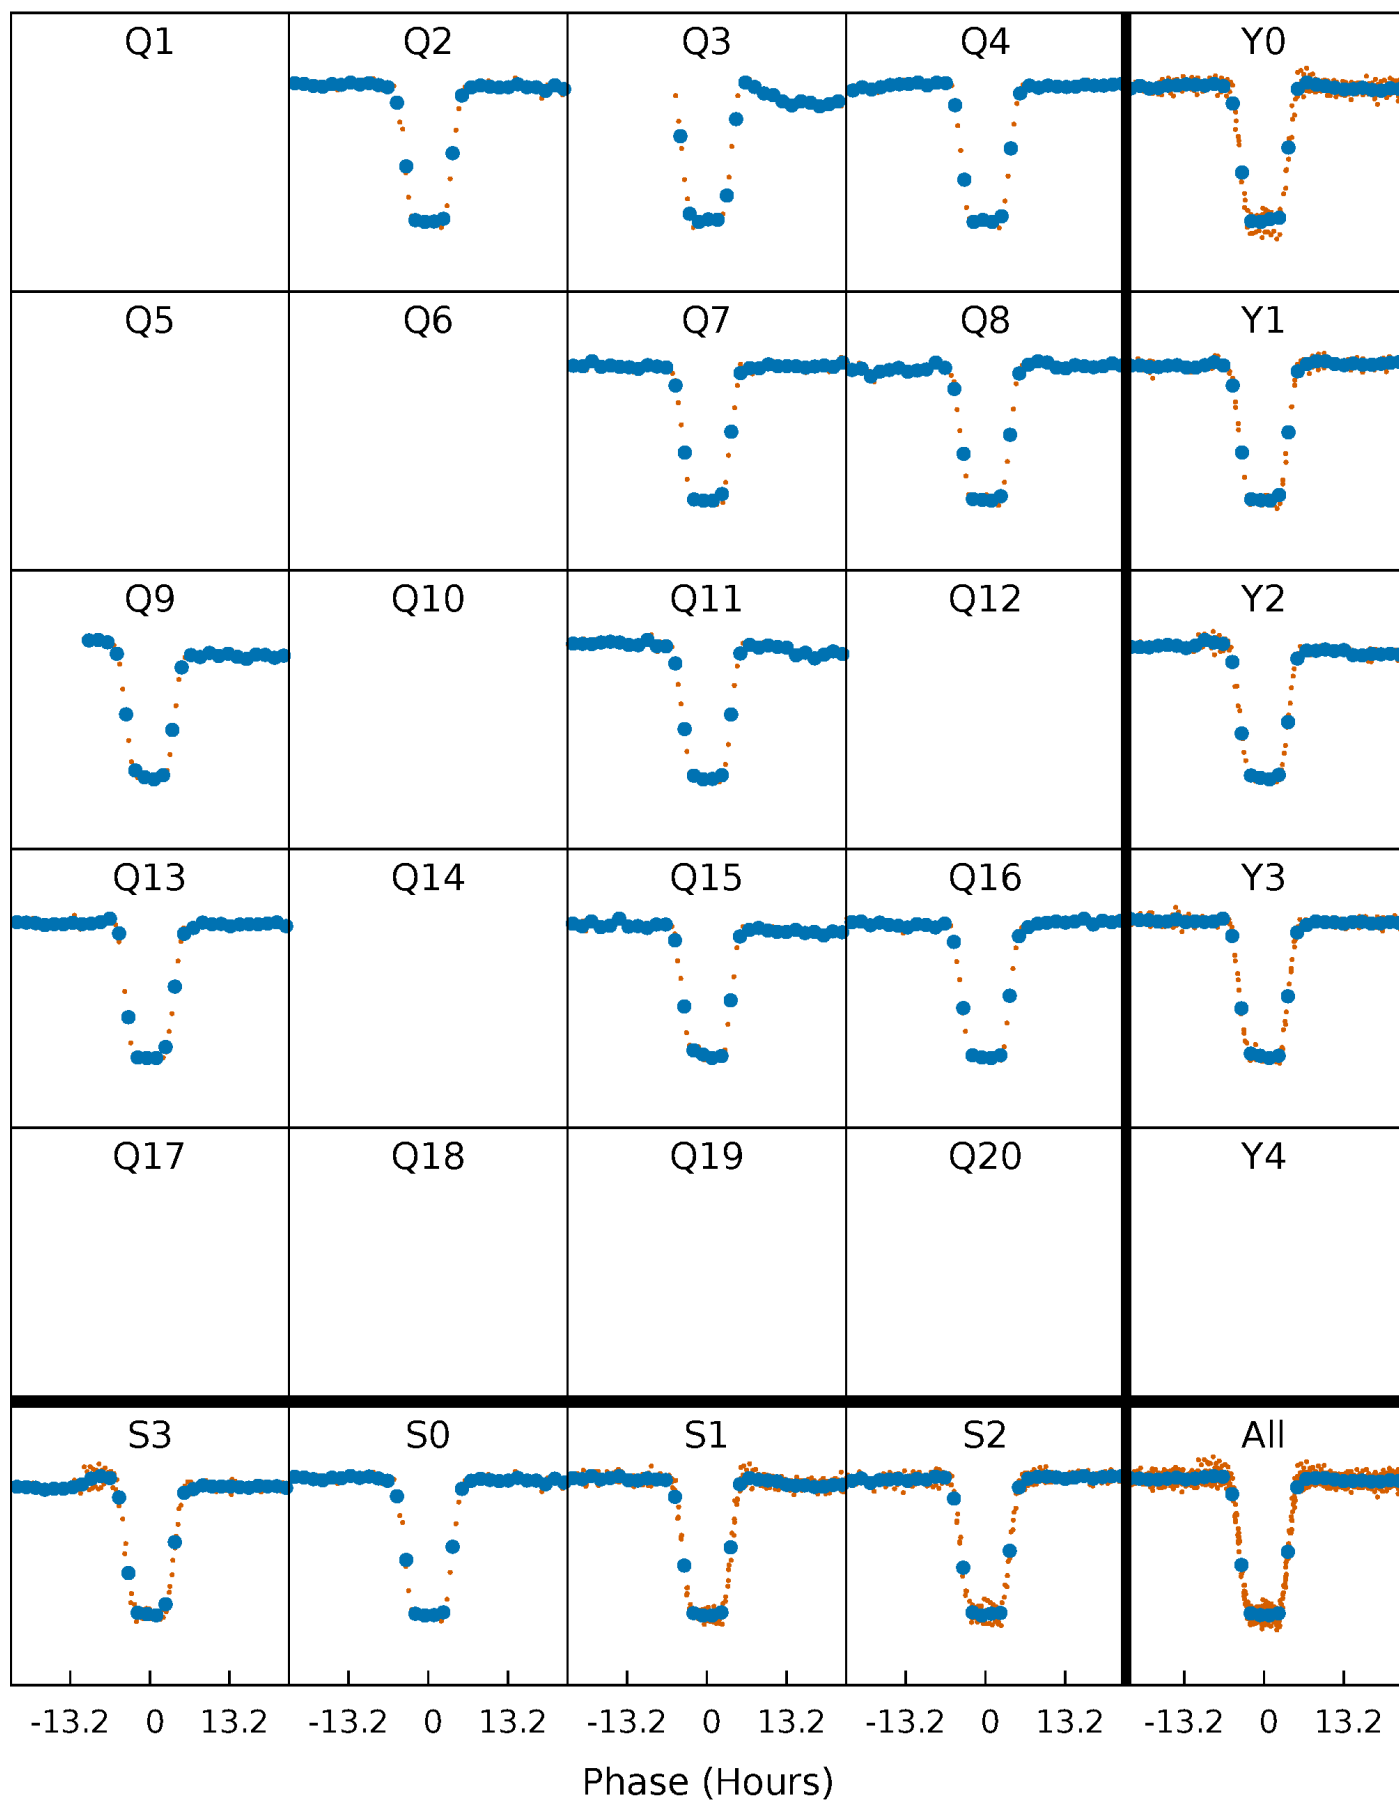 Q1 Q2 Q3 Q4 Y0
Q5 Q6 Q7 Q8 Y1
Q9 Q10 Q11 Q12 Y2
Q13 Q14 Q15 Q16 Y3
Q17 Q18 Q19 Q20 Y4
S3 S0 S1 S2 All
-13.2 0 13.2 -13.2 0 13.2 -13.2 0 13.2 -13.2 0 13.2 -13.2 0 13.2
Phase (Hours)